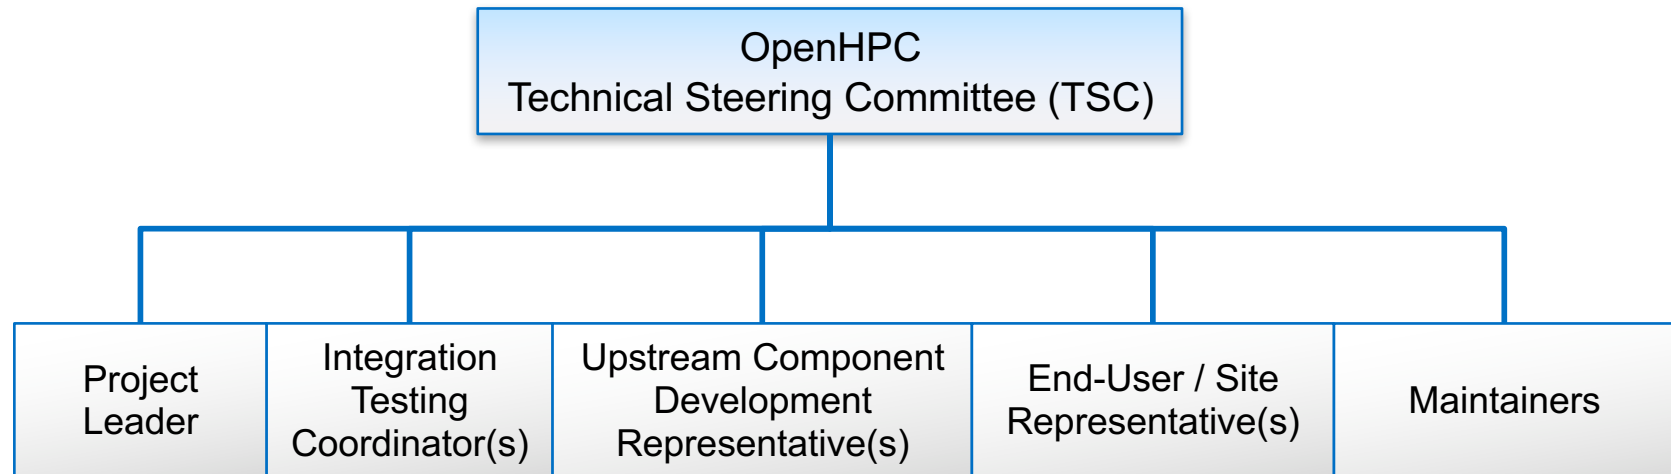 OpenHPC
Technical Steering Committee (TSC)
Project
Leader
Integration
Testing
Coordinator(s)
Upstream Component
Development
Representative(s)
End-User / Site
Representative(s)
Maintainers